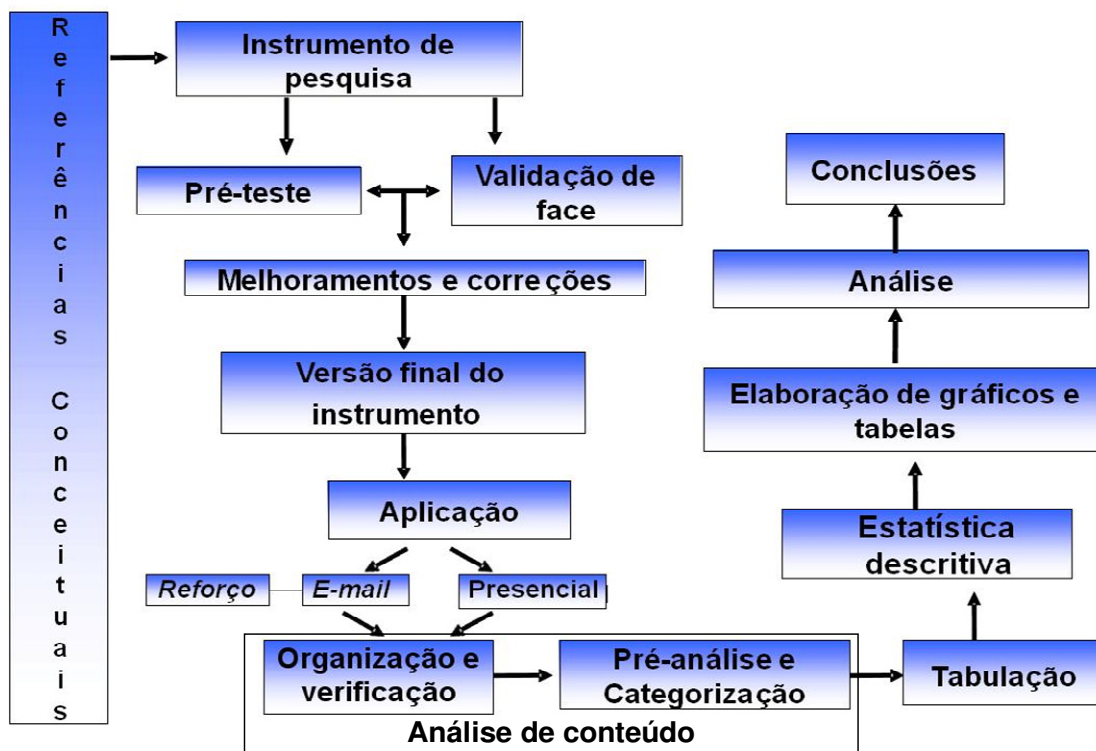 Referências Conceituais
Instrumento de
pesquisa
Pré-teste
Validação de
face
Melhoramentos e correções
Versão final do
instrumento
Aplicação
Reforço
E-mail
Presencial
Organização e
verificação
Pré-análise e
Categorização
Análise de conteúdo
Tabulação
Estatística
descritiva
Elaboração de gráficos e
tabelas
Análise
Conclusões